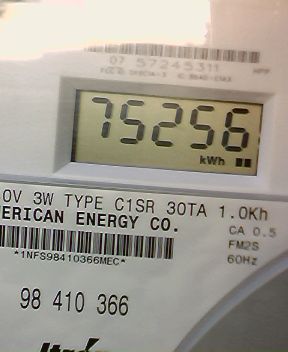 07 57245311
75256
kWh
0V 3W TYPE C1SR 30TA 1.0Kh
ERICAN ENERGY CO.
CA 0.5
FM2S
60Hz
*1NFS98410366MEC*
98 410 366